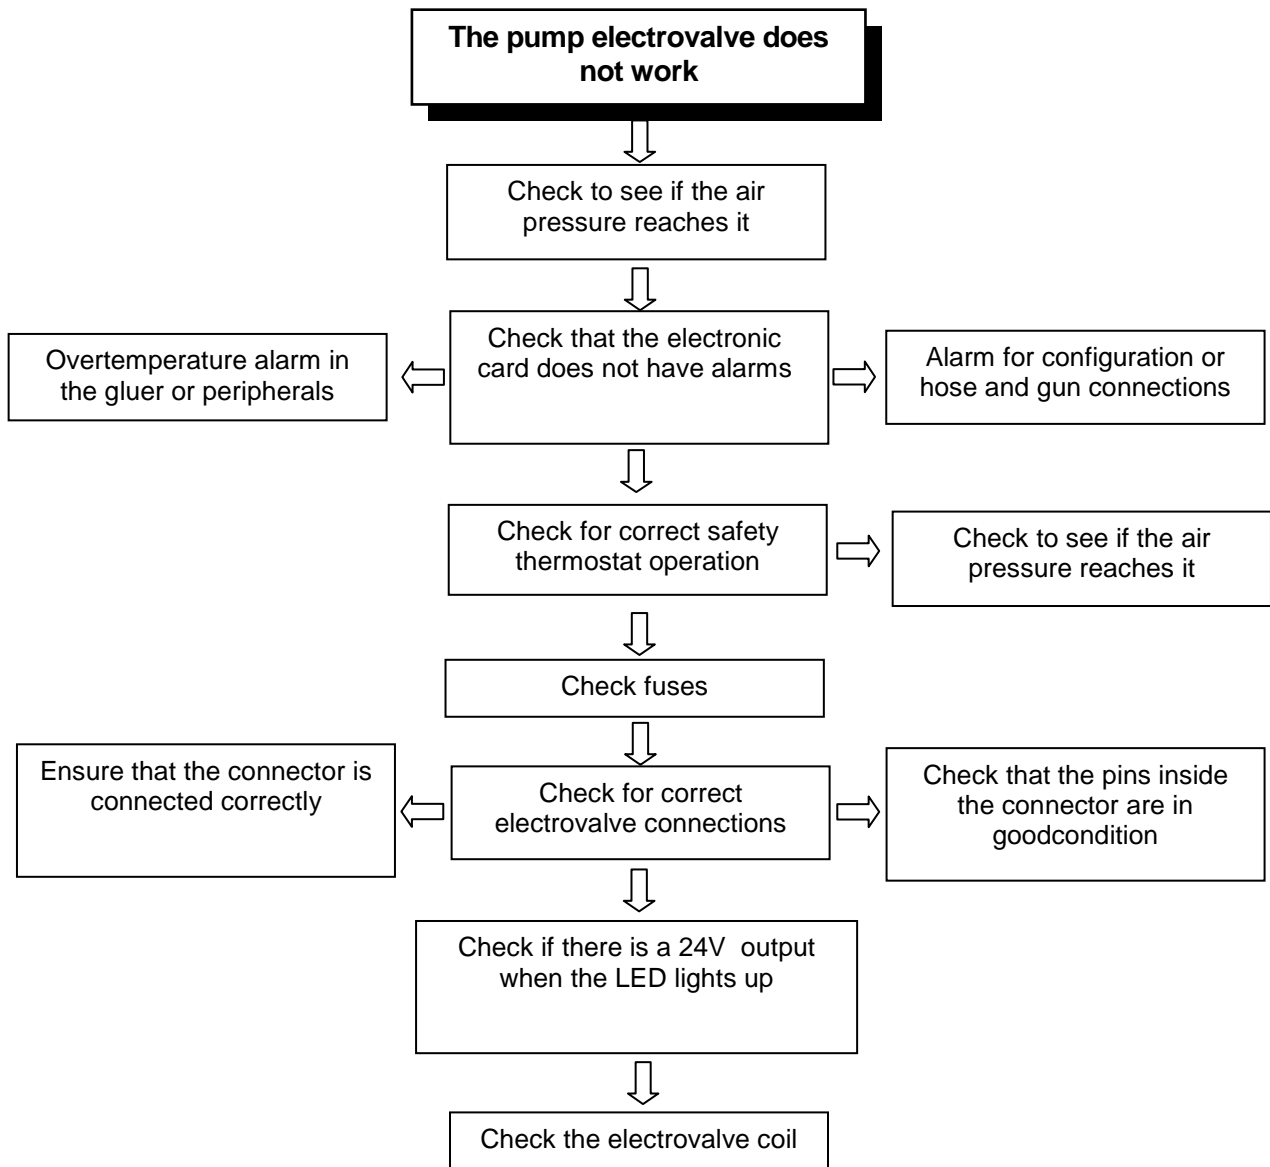 The pump electrovalve does
not work
Check to see if the air
pressure reaches it
Overtemperature alarm in
the gluer or peripherals
Check that the electronic
card does not have alarms
Alarm for configuration or
hose and gun connections
Check for correct safety
thermostat operation
Check to see if the air
pressure reaches it
Check fuses
Ensure that the connector is
connected correctly
Check for correct
electrovalve connections
Check that the pins inside
the connector are in
goodcondition
Check if there is a 24V  output
when the LED lights up
Check the electrovalve coil